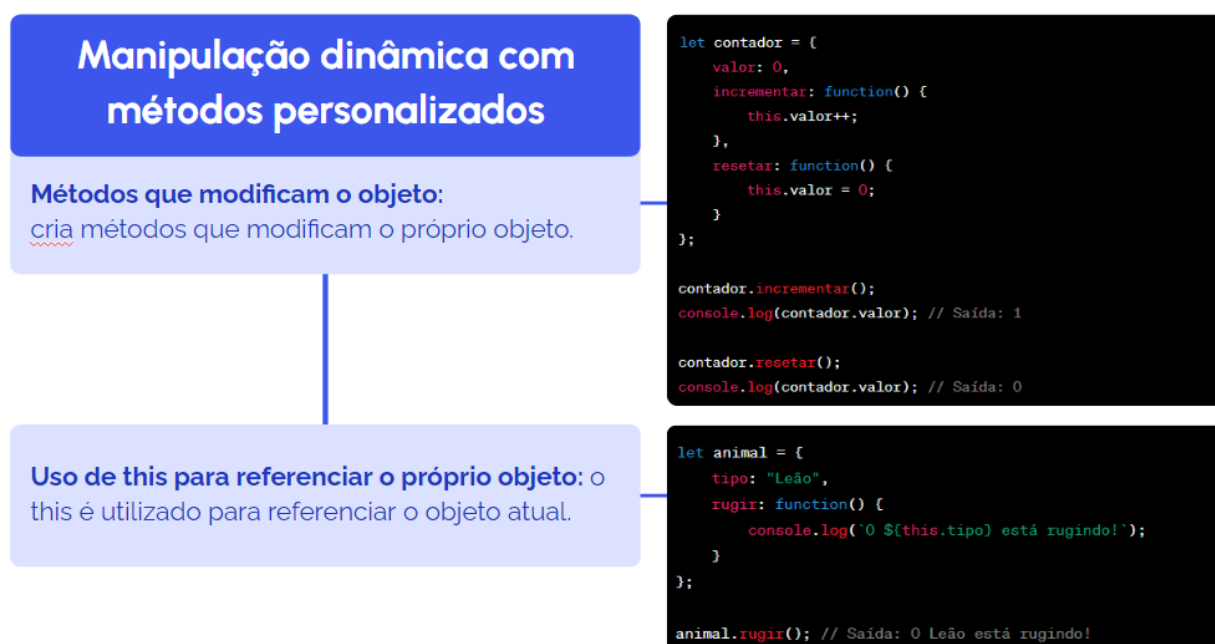 Manipulação dinâmica com
métodos personalizados
Métodos que modificam o objeto:
cria métodos que modificam o próprio objeto.
let contador = {
    valor: 0,
    incrementar: function() {
        this.valor++;
    },
    resetar: function() {
        this.valor = 0;
    }
};
contador.incrementar();
console.log(contador.valor); // Saída: 1
contador.resetar();
console.log(contador.valor); // Saída: 0
Uso de this para referenciar o próprio objeto: o
this é utilizado para referenciar o objeto atual.
let animal = {
    tipo: "Leão",
    rugir: function() {
        console.log(`O ${this.tipo} está rugindo!`);
    }
};
animal.rugir(); // Saída: O Leão está rugindo!